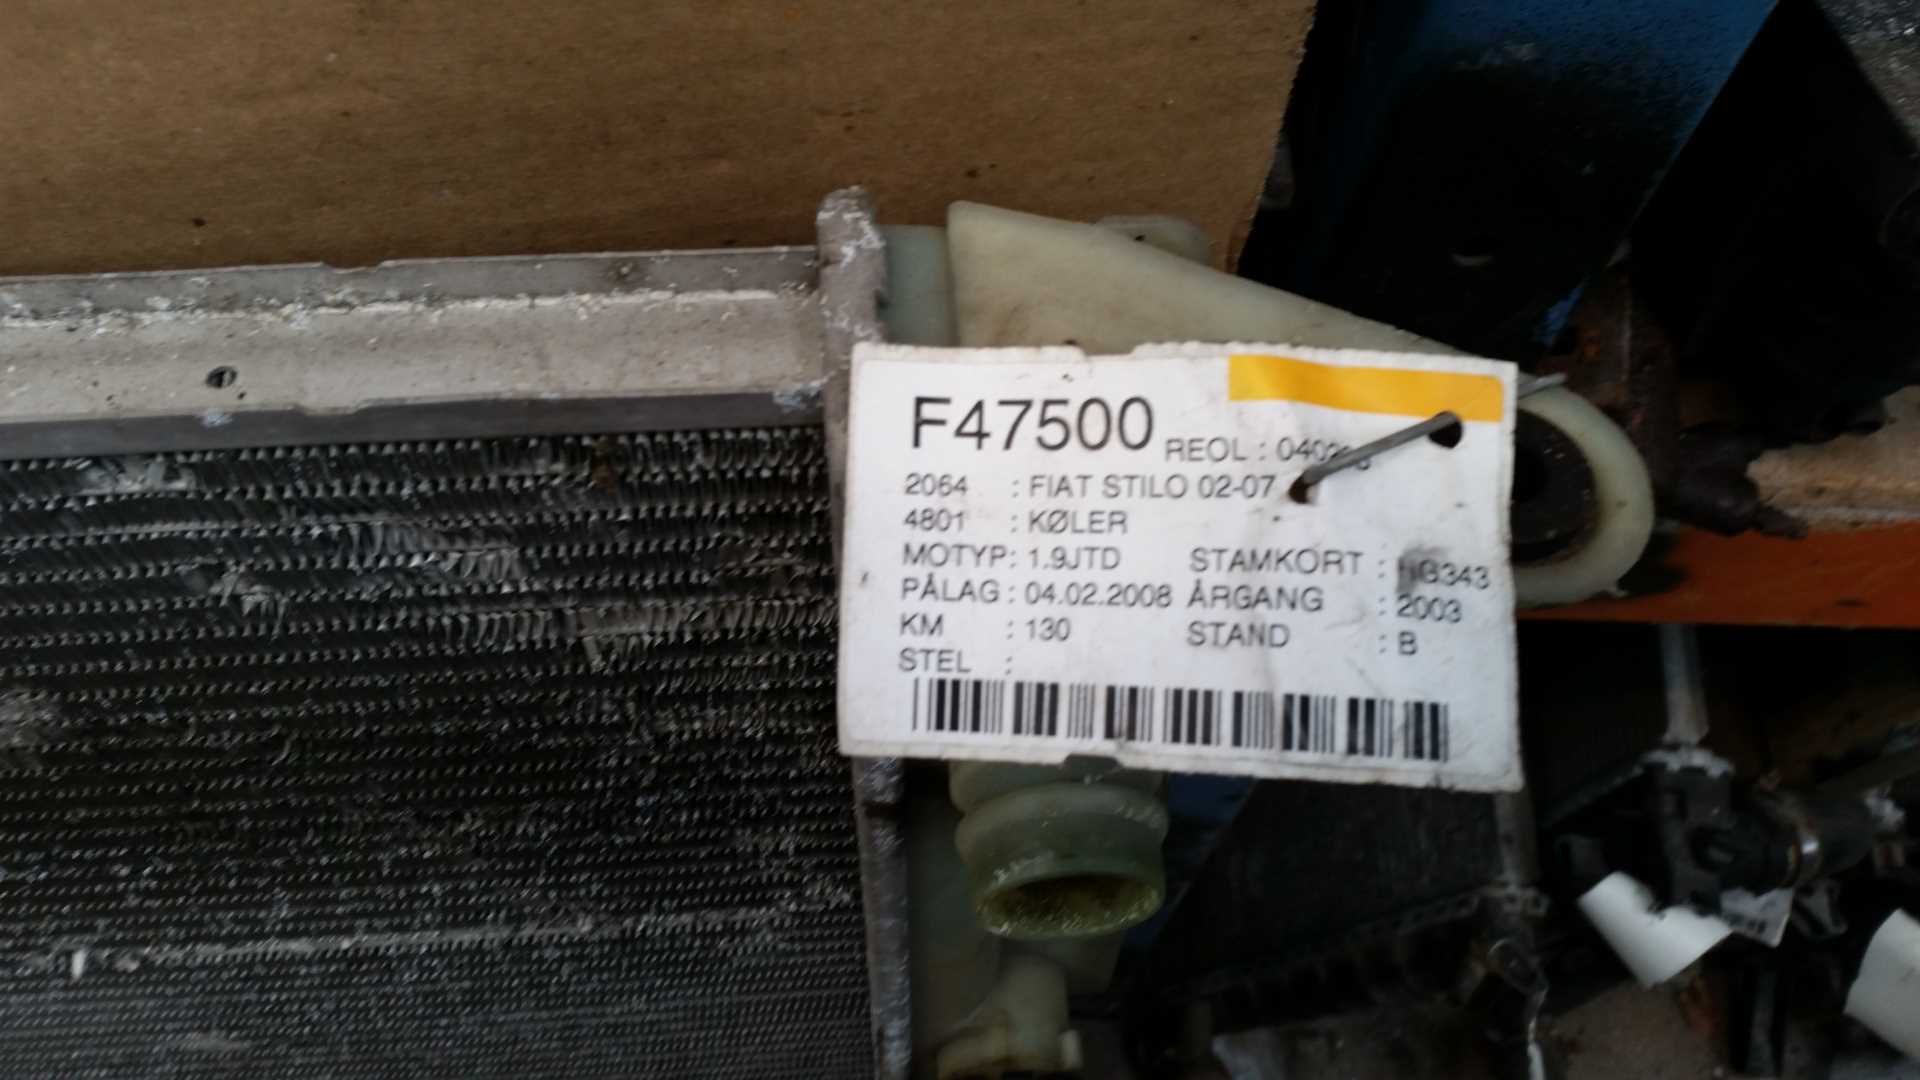 F47500 REOL :
2064 : FIAT STILO 02-07
4801 : KØLER
MOTYP: 1.9JTD STAMKORT :
PÅLAG : 04.02.2008 ÅRGANG : 2003
KM : 130 STAND : B
STEL :